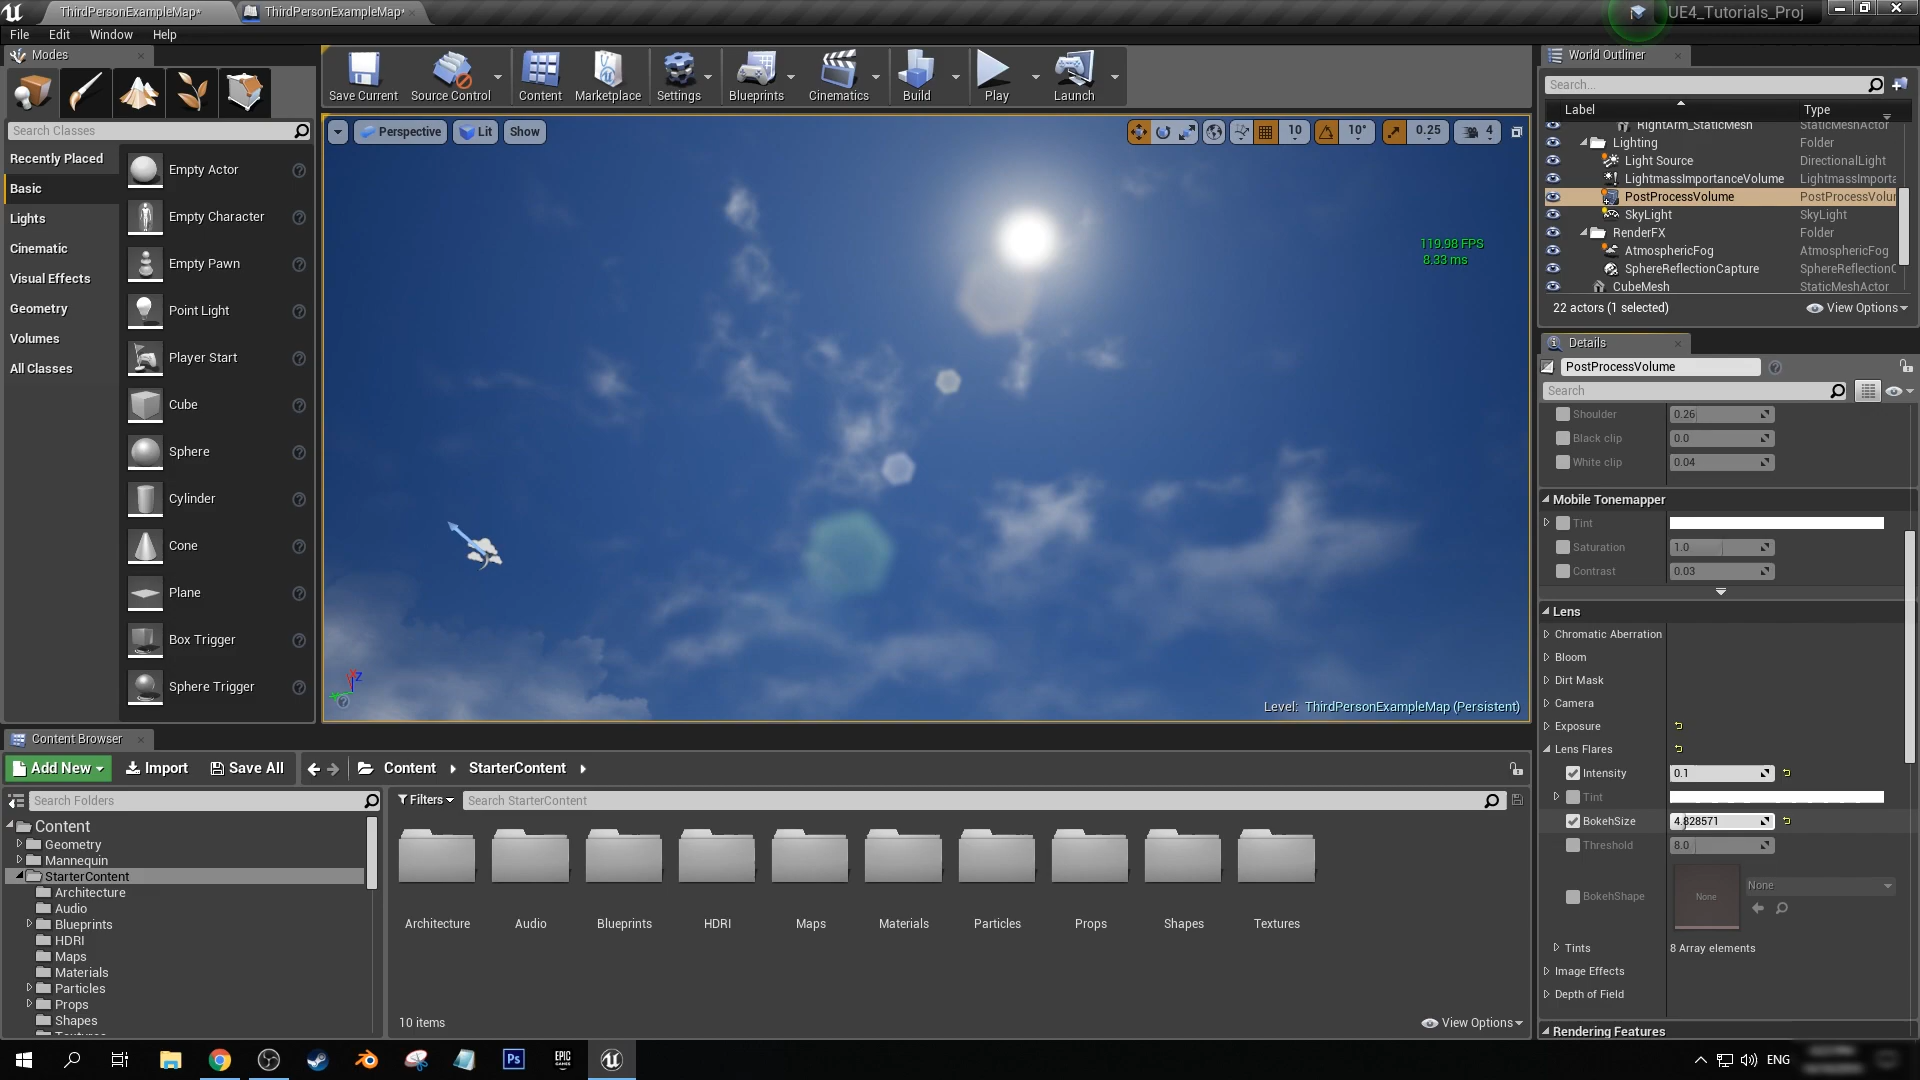 ThirdPersonExampleMap*
ThirdPersonExampleMap*
UE4_Tutorials_Proj
File Edit Window Help
Modes
Save Current
Source Control
Content
Marketplace
Settings
Blueprints
Cinematics
Build
Play
Launch
Search Classes
Recently Placed
Basic
Lights
Cinematic
Visual Effects
Geometry
Volumes
All Classes
Empty Actor
Empty Character
Empty Pawn
Point Light
Player Start
Cube
Sphere
Cylinder
Cone
Plane
Box Trigger
Sphere Trigger
Perspective
Lit
Show
10
10°
0.25
4
119.98 FPS
8.33 ms
Z
Level: ThirdPersonExampleMap (Persistent)
World Outliner
Search...
Label Type
RightArm_StaticMesh StaticMeshActor
Lighting Folder
Light Source DirectionalLight
LightmassImportanceVolume LightmassImporta
PostProcessVolume PostProcessVolur
SkyLight SkyLight
RenderFX Folder
AtmosphericFog AtmosphericFog
SphereReflectionCapture SphereReflectionC
CubeMesh StaticMeshActor
22 actors (1 selected)
View Options
Details
PostProcessVolume
Search
Shoulder 0.26
Black clip 0.0
White clip 0.04
Mobile Tonemapper
Tint
Saturation 1.0
Contrast 0.03
Lens
Chromatic Aberration
Bloom
Dirt Mask
Camera
Exposure
Lens Flares
Intensity 0.1
Tint
BokehSize 4.828571
Threshold 8.0
BokehShape None None
Tints 8 Array elements
Image Effects
Depth of Field
Rendering Features
Content Browser
Add New
Import
Save All
Content
StarterContent
Search Folders
Filters
Search StarterContent
Content
Geometry
Mannequin
StarterContent
Architecture
Audio
Blueprints
HDRI
Maps
Materials
Particles
Props
Shapes
Textures
Architecture
Audio
Blueprints
HDRI
Maps
Materials
Particles
Props
Shapes
Textures
10 items
View Options
Ps
EPIC
GAMES
ENG